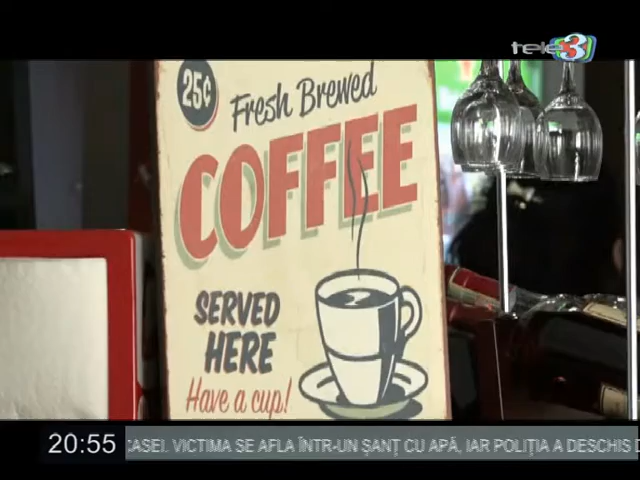 tele3
25¢
Fresh Brewed
COFFEE
SERVED
HERE
Have a cup!
20:55
CASEI. VICTIMA SE AFLA ÎNTR-UN ȘANȚ CU APĂ, IAR POLIȚIA A DESCHIS